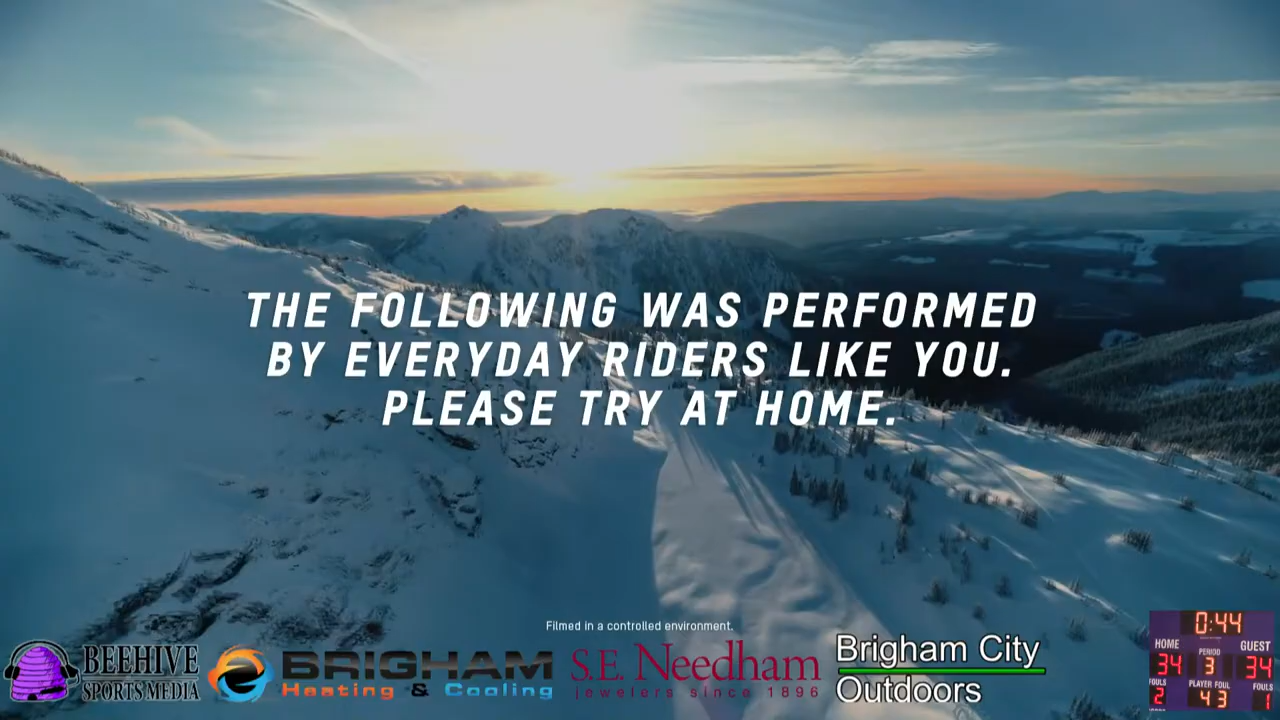 THE FOLLOWING WAS PERFORMED
BY EVERYDAY RIDERS LIKE YOU.
PLEASE TRY AT HOME.
Filmed in a controlled environment.
BEEHIVE
SPORTS MEDIA
BRIGHAM
Heating & Cooling
S.E. Needham
jewelers since 1896
Brigham City
Outdoors
0:44
HOME PERIOD GUEST
34 3 34
FOULS PLAYER FOUL FOULS
2 43 1